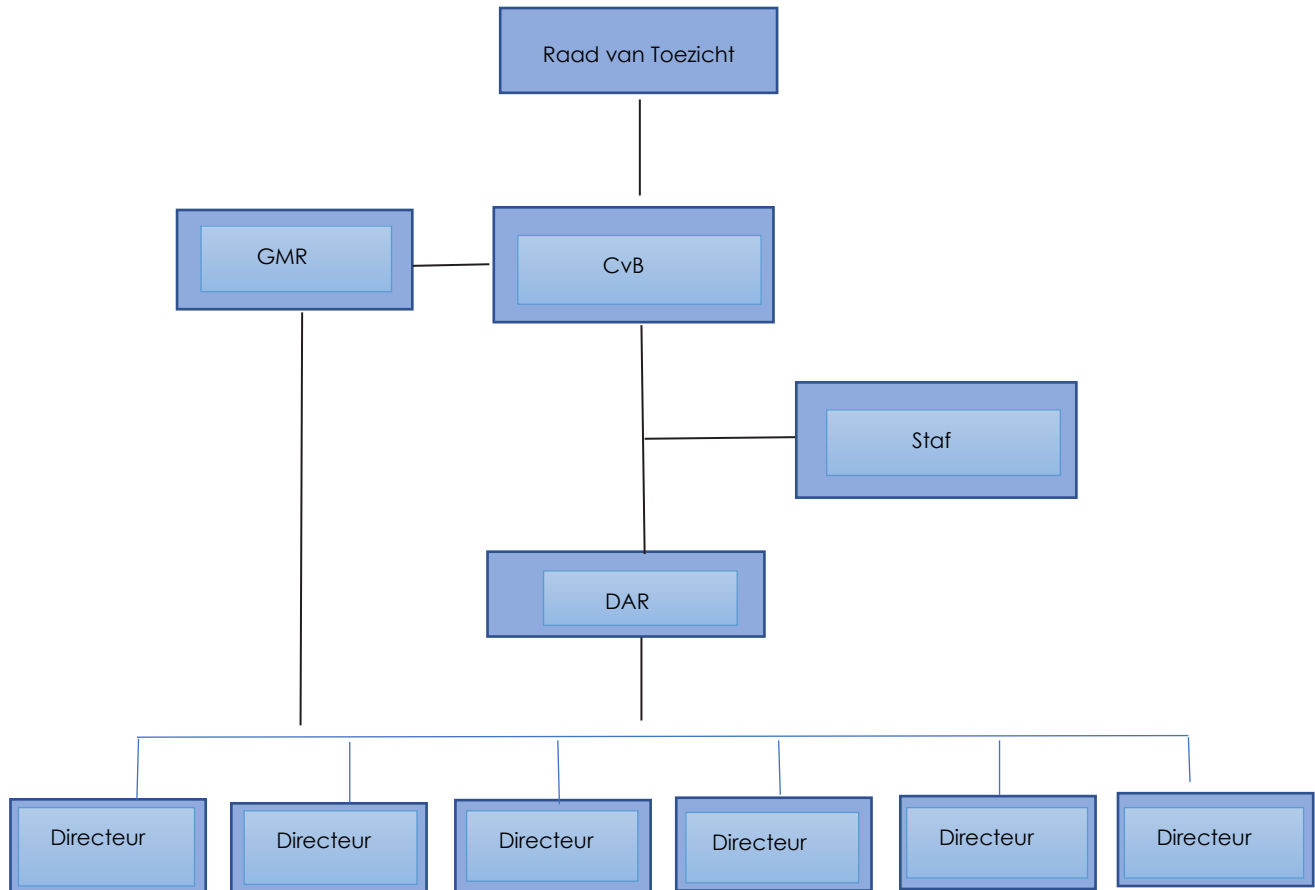 Raad van Toezicht
GMR
CvB
Staf
DAR
Directeur
Directeur
Directeur
Directeur
Directeur
Directeur